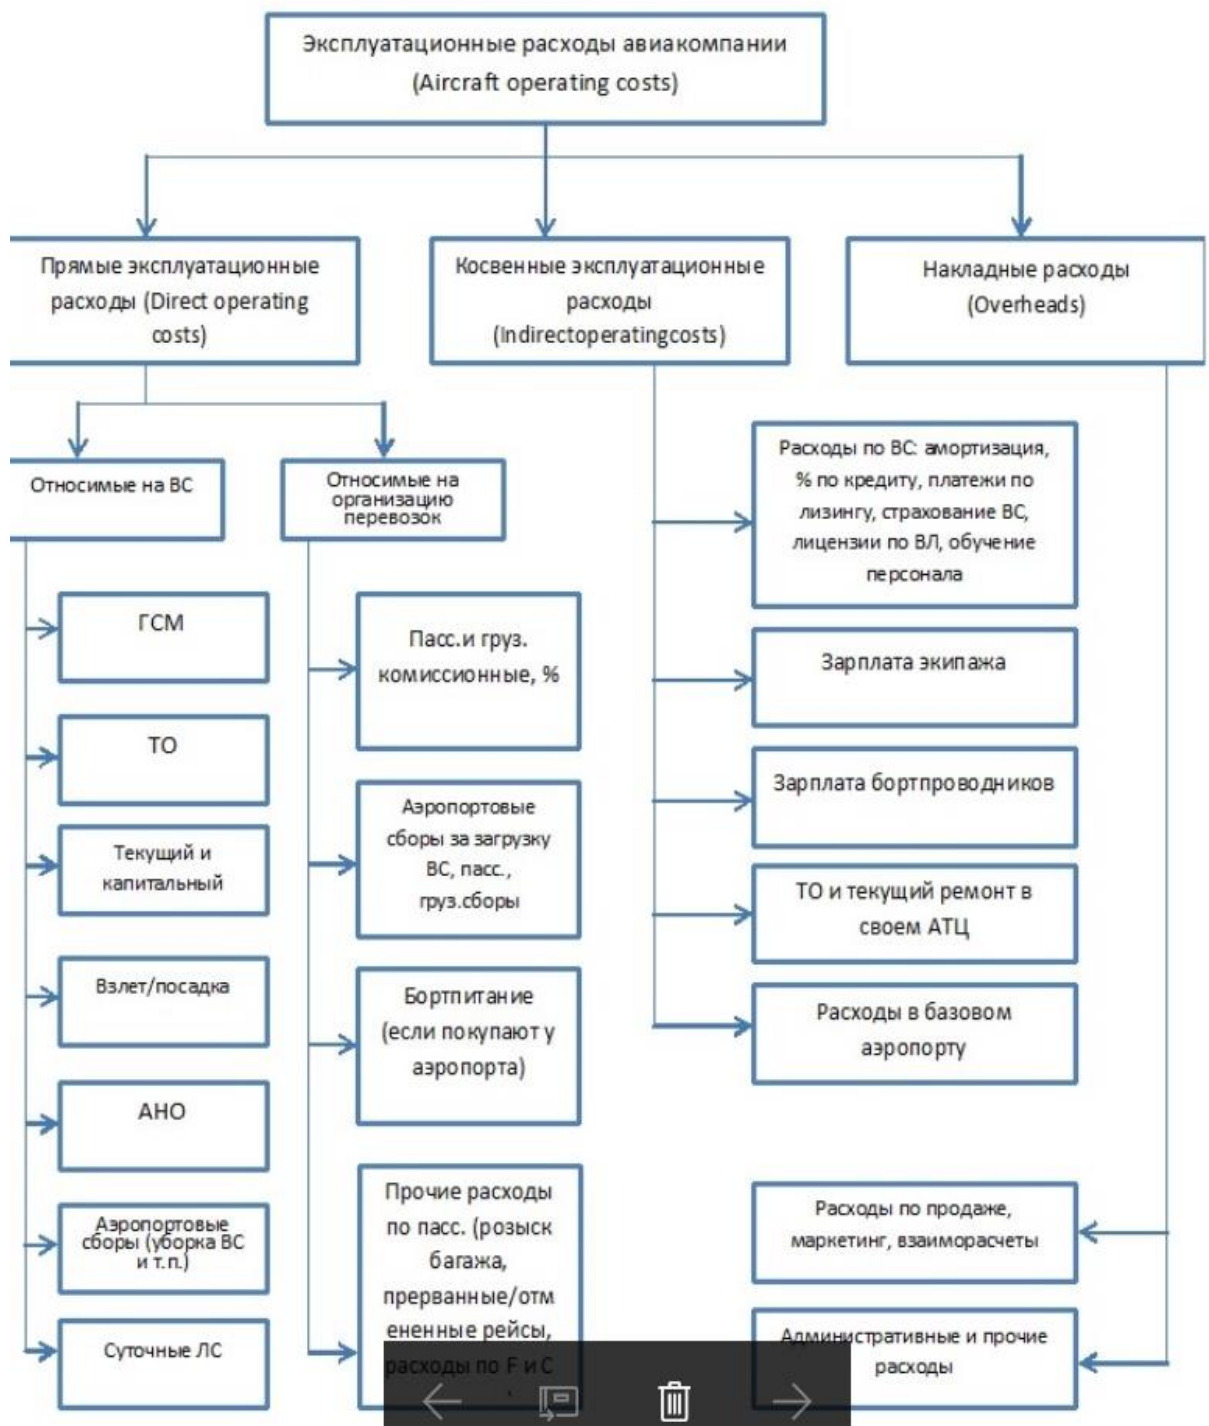 Эксплуатационные расходы авиакомпании
(Aircraft operating costs)
Прямые эксплуатационные
расходы (Direct operating
costs)
Косвенные эксплуатационные
расходы
(Indirectoperatingcosts)
Накладные расходы
(Overheads)
Относимые на ВС
Относимые на
организацию
перевозок
ГСМ
ТО
Текущий и
капитальный
Взлет/посадка
АНО
Аэропортовые
сборы (уборка ВС
и т.п.)
Суточные ЛС
Пасс.и груз.
комиссионные, %
Аэропортовые
сборы за загрузку
ВС, пасс.,
груз.сборы
Бортпитание
(если покупают у
аэропорта)
Прочие расходы
по пасс. (розыск
багажа,
прерванные/отм
ененные рейсы,
расходы по F и C
Расходы по ВС: амортизация,
% по кредиту, платежи по
лизингу, страхование ВС,
лицензии по ВЛ, обучение
персонала
Зарплата экипажа
Зарплата бортпроводников
ТО и текущий ремонт в
своем АТЦ
Расходы в базовом
аэропорту
Расходы по продаже,
маркетинг, взаиморасчеты
Административные и прочие
расходы